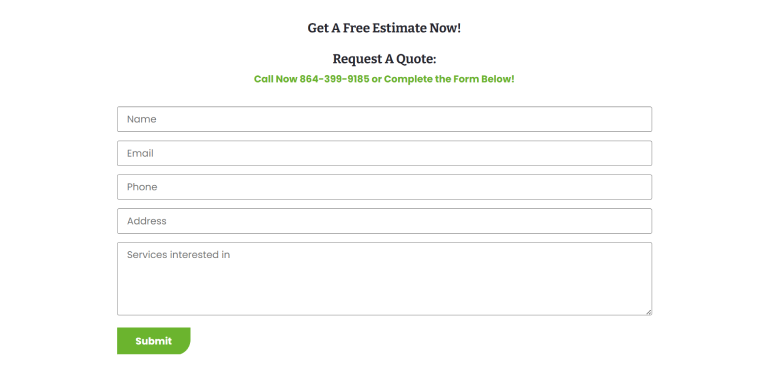 Get A Free Estimate Now!
Request A Quote:
Call Now 864-399-9185 or Complete the Form Below!
Name
Email
Phone
Address
Services interested in
Submit